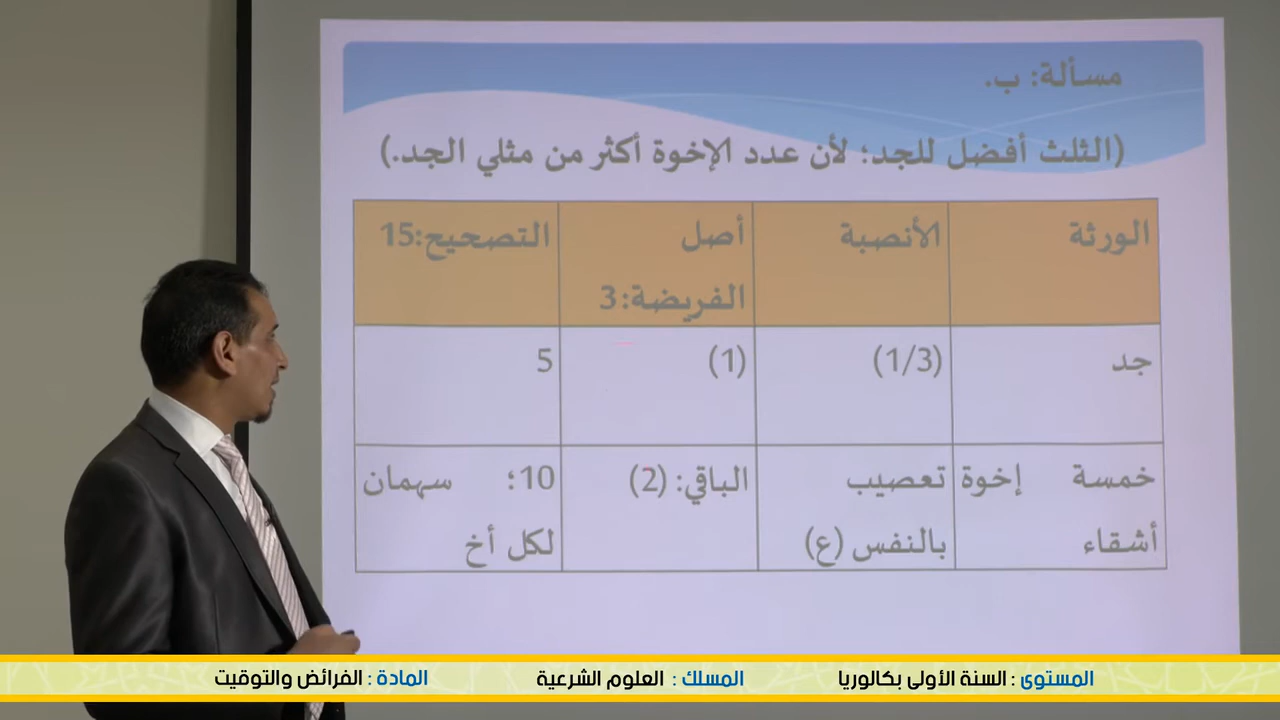 مسألة: ب.
(الثلث أفضل للجد؛ لأن عدد الإخوة أكثر من مثلي الجد.)
الورثة
الأنصبة
أصل الفريضة:3
التصحيح:15
جد
(1/3)
(1)
5
خمسة إخوة أشقاء
تعصيب بالنفس (ع)
الباقي: (2)
10؛ سهمان لكل أخ
المستوى : السنة الأولى بكالوريا
المسلك : العلوم الشرعية
المادة : الفرائض والتوقيت